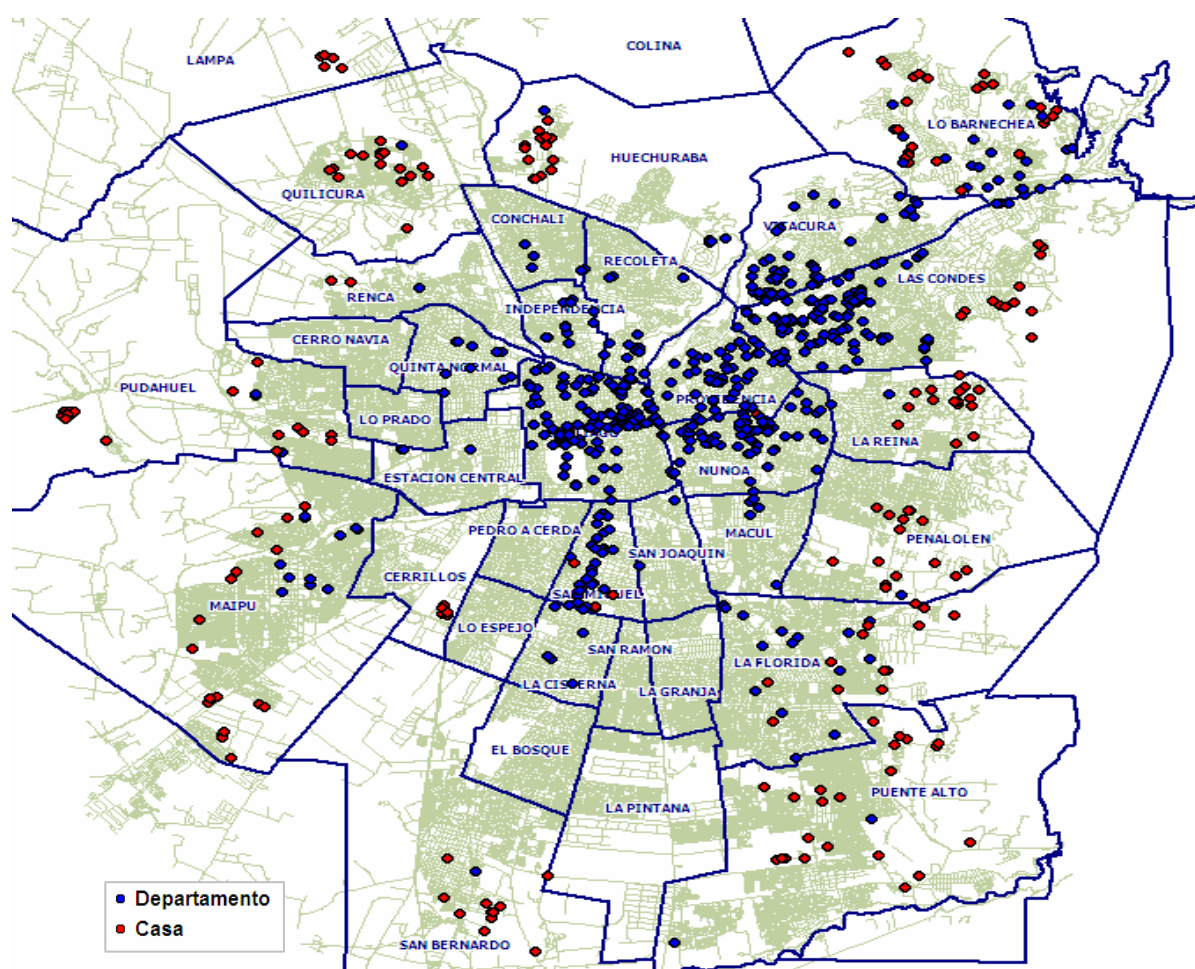 COLINA
LAMPA
LO BARNECHEA
HUECHURABA
QUILICURA
CONCHALI
VITACURA
RECOLETA
LAS CONDES
RENCA
INDEPENDENCIA
CERRO NAVIA
QUINTA NORMAL
PUDAHUEL
PROVIDENCIA
LO PRADO
LA REINA
NUNOA
ESTACION CENTRAL
PEDRO A CERDA
MACUL
PENALOLEN
SAN JOAQUIN
CERRILLOS
SAN MIGUEL
MAIPU
LO ESPEJO
SAN RAMON
LA FLORIDA
LA CISTERNA
LA GRANJA
EL BOSQUE
PUENTE ALTO
LA PINTANA
Departamento
Casa
SAN BERNARDO